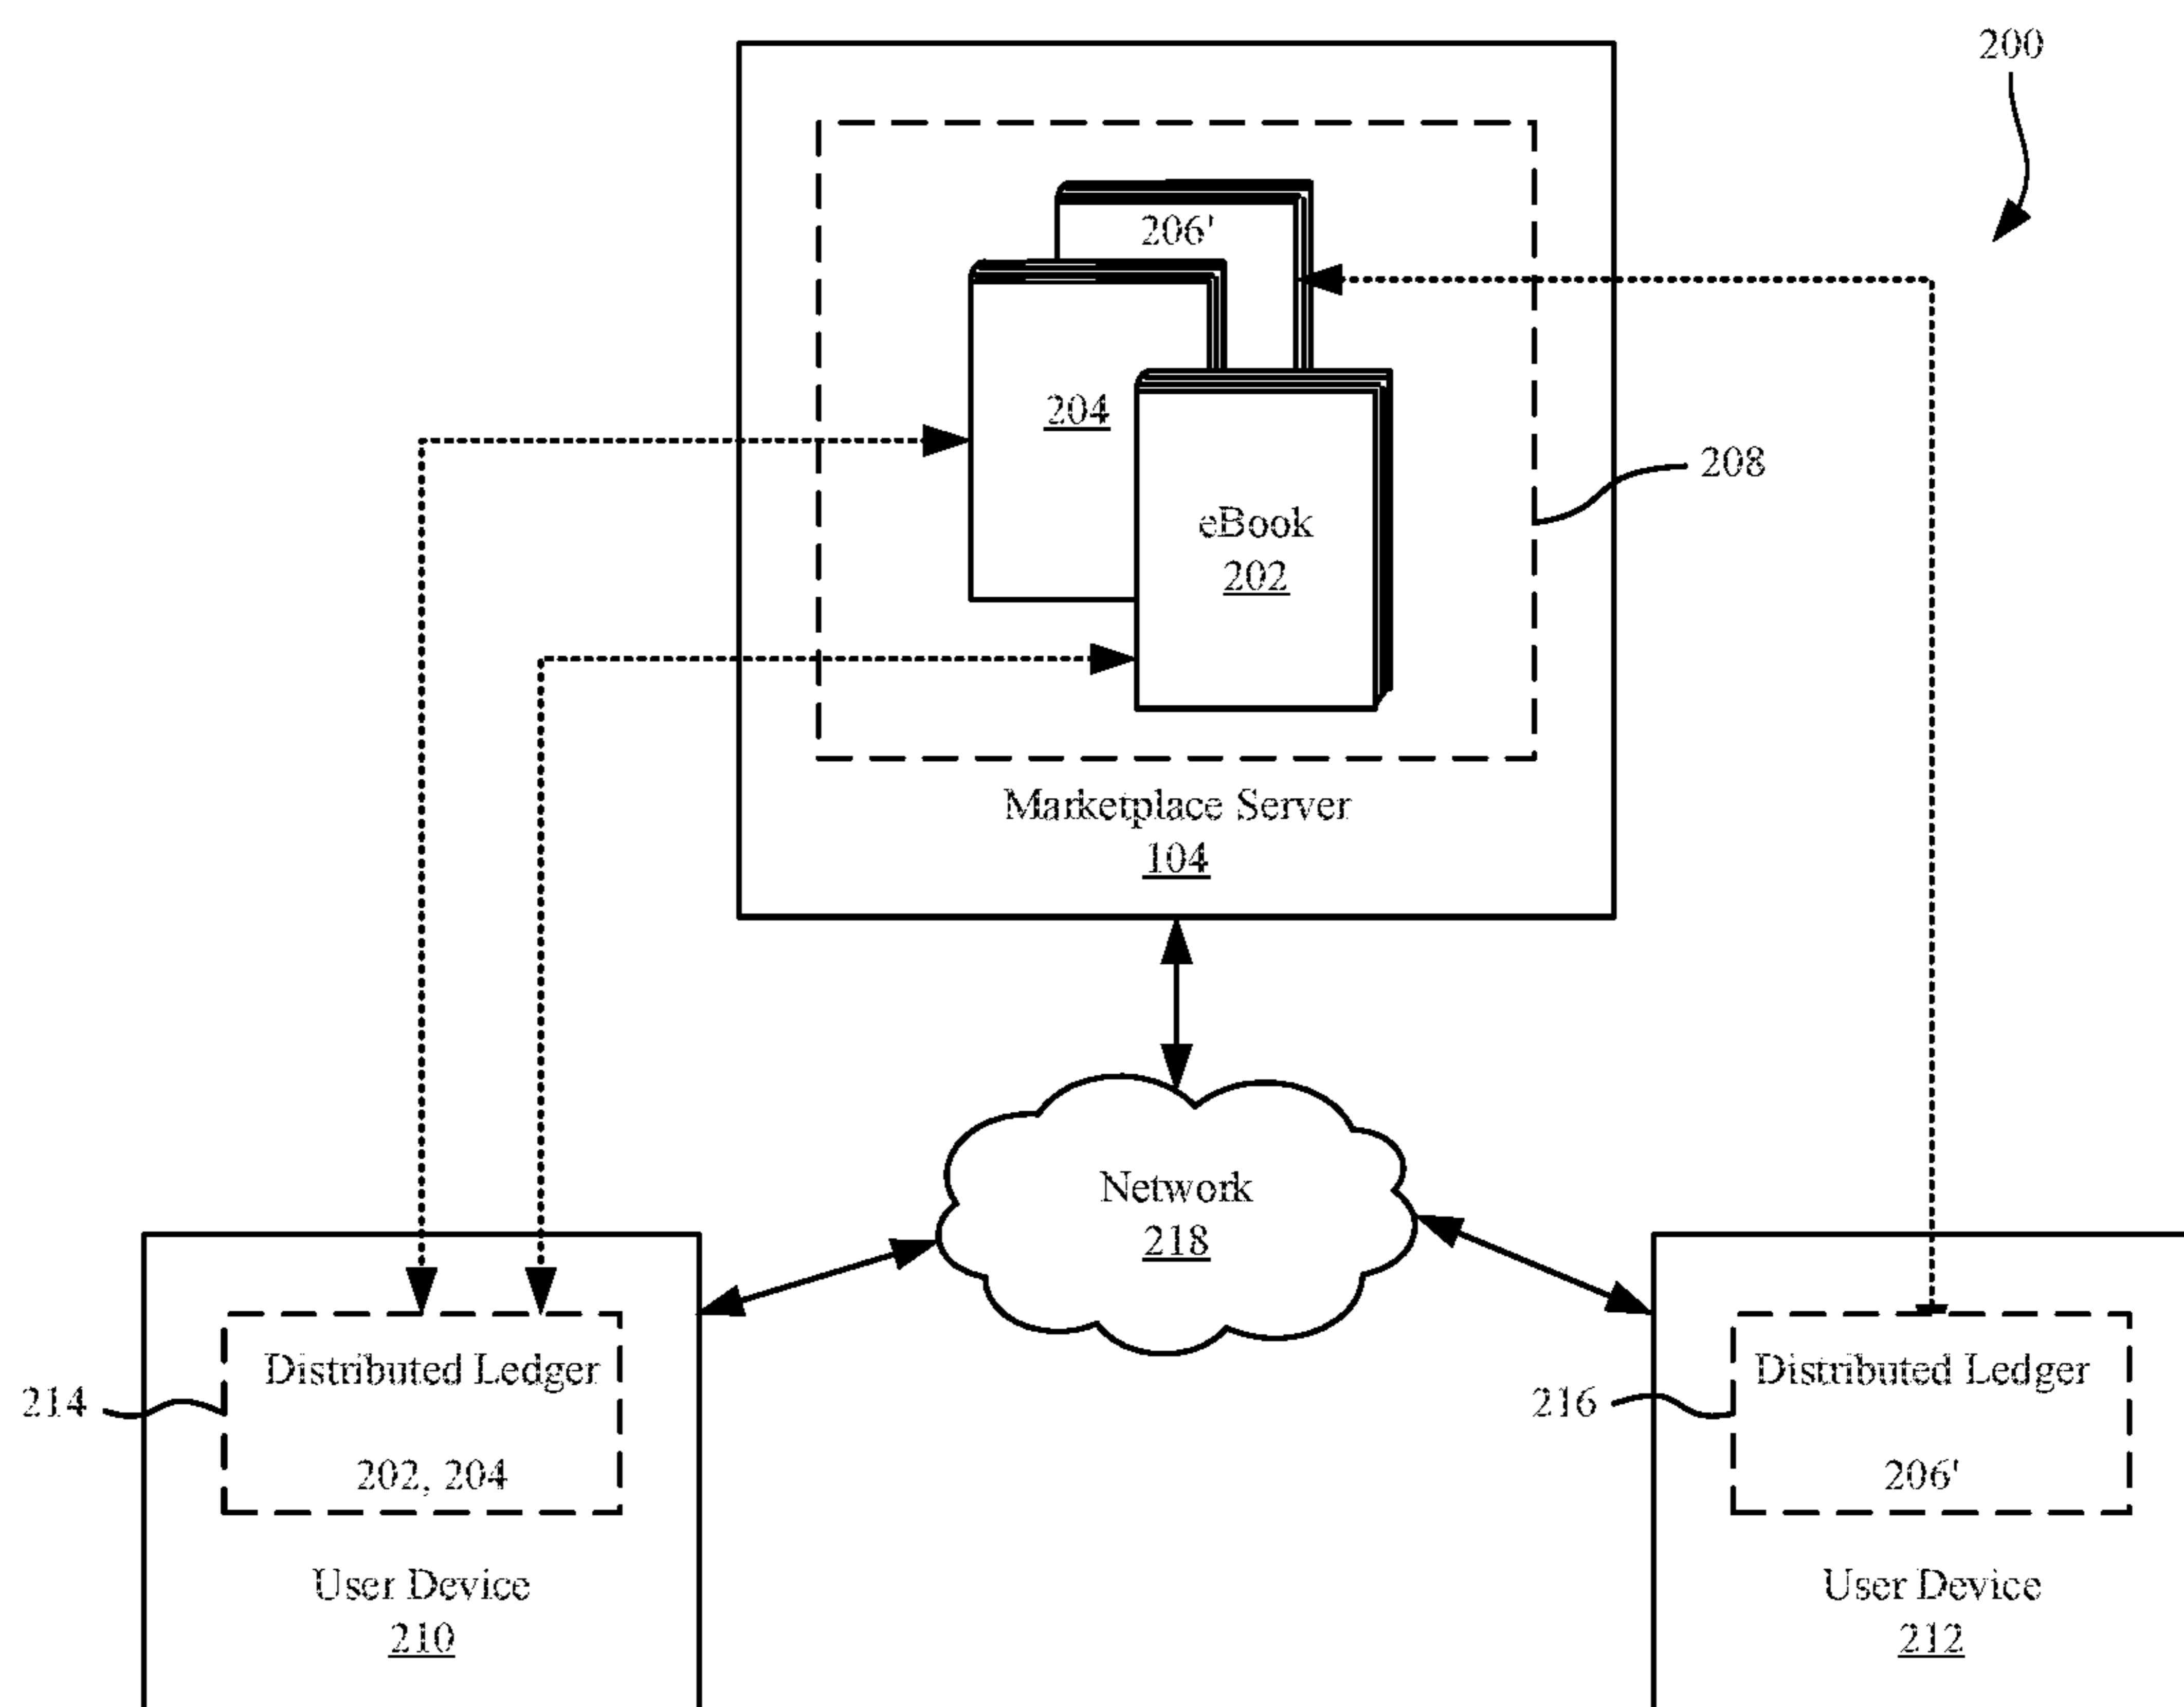 200
206'
204
208
eBook
202
Marketplace Server
104
Network
218
Distributed Ledger
214
202, 204
User Device
210
Distributed Ledger
216
206'
User Device
212